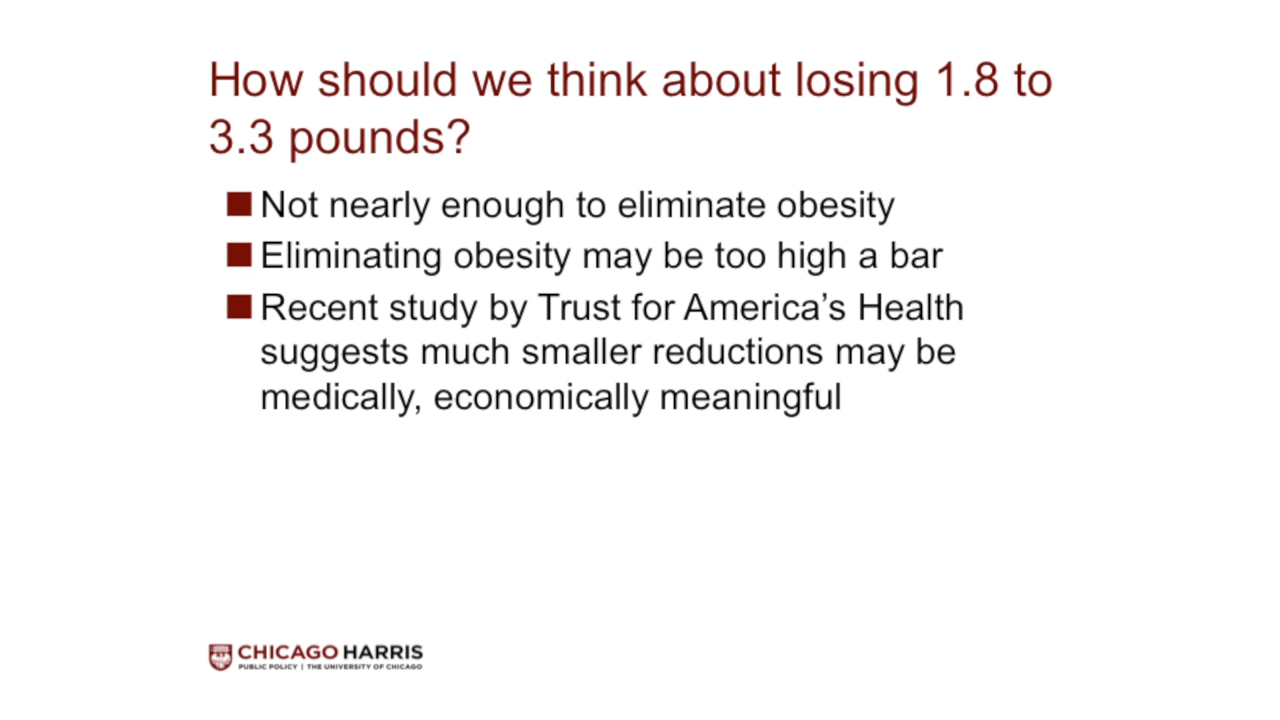 How should we think about losing 1.8 to
3.3 pounds?
Not nearly enough to eliminate obesity
Eliminating obesity may be too high a bar
Recent study by Trust for America’s Health
suggests much smaller reductions may be
medically, economically meaningful
CHICAGO HARRIS
PUBLIC POLICY | THE UNIVERSITY OF CHICAGO